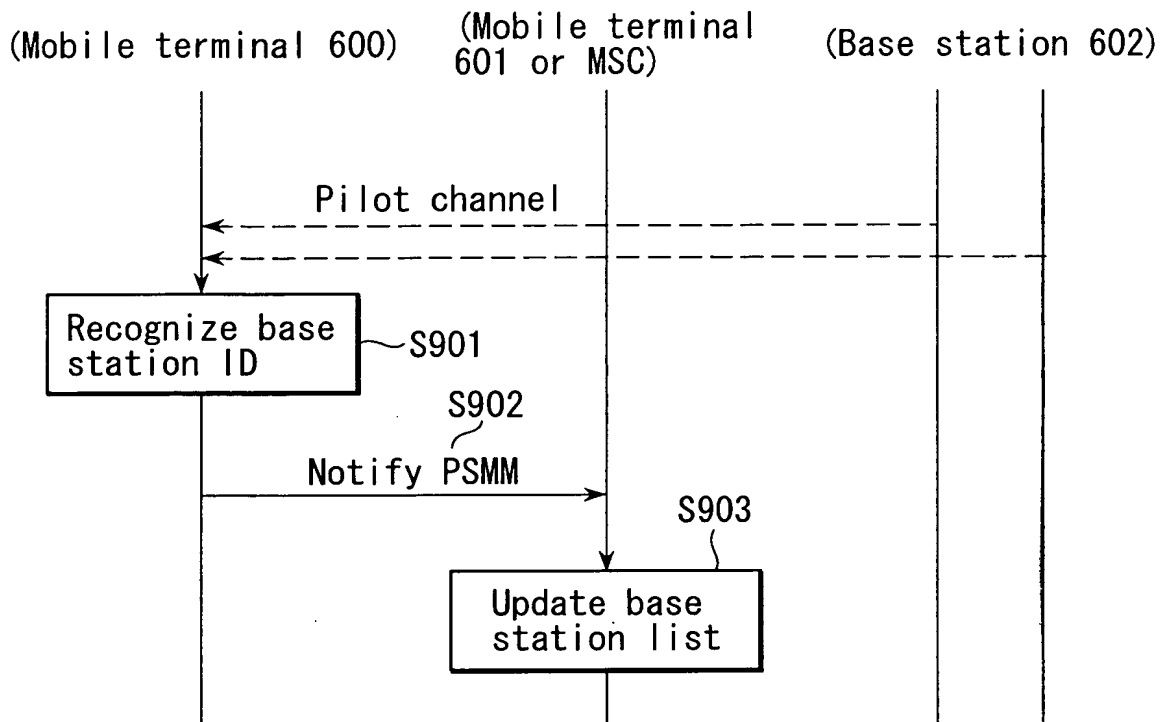 (Mobile terminal 600)
(Mobile terminal
601 or MSC)
(Base station 602)
Pilot channel
Recognize base
station ID
S901
S902
Notify PSMM
S903
Update base
station list